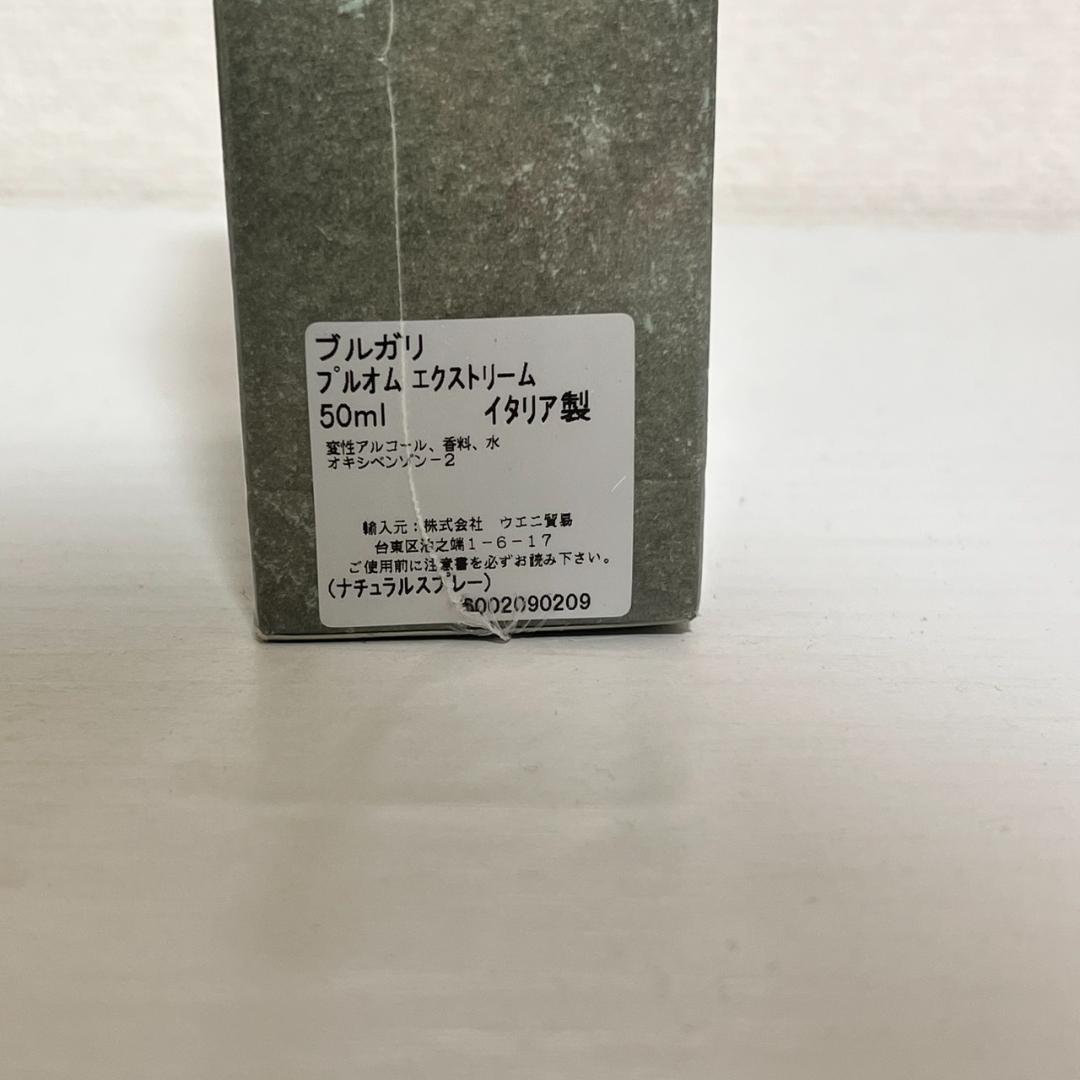 ブルガリ
プルオム エクストリーム
50ml イタリア製
変性アルコール、香料、水
オキシベンゾン－2
輸入元：株式会社 ウエニ貿易
台東区池之端1－6－17
ご使用前に注意書を必ずお読み下さい。
(ナチュラルスプレー)
6002090209